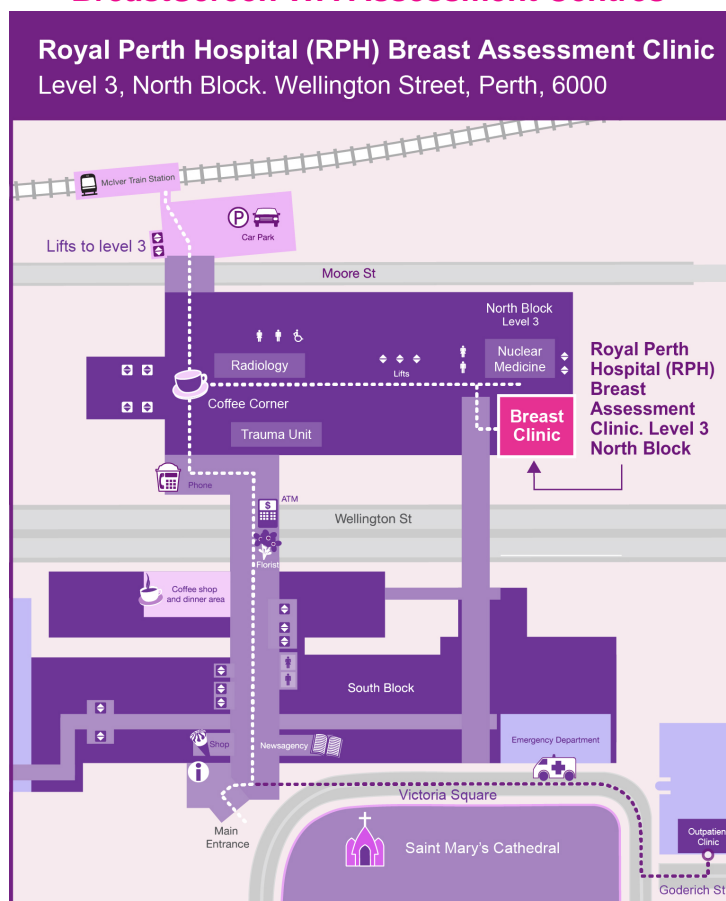 Royal Perth Hospital (RPH) Breast Assessment Clinic
Level 3, North Block. Wellington Street, Perth, 6000
McIver Train Station
P
Car Park
Lifts to level 3
Moore St
North Block
Level 3
Radiology
Lifts
Nuclear
Medicine
Royal Perth
Hospital (RPH)
Breast
Assessment
Clinic. Level 3
North Block
Coffee Corner
Breast
Clinic
Trauma Unit
Phone
ATM
$
Wellington St
Florist
Coffee shop
and dinner area
South Block
Shop
Newsagency
Emergency Department
i
Victoria Square
Main
Entrance
Saint Mary's Cathedral
Outpatien
Clinic
Goderich St